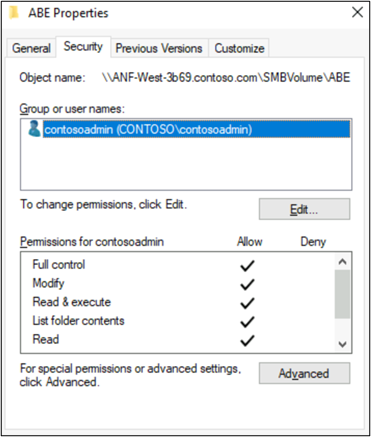 ABE Properties
General Security Previous Versions Customize
Object name: \\ANF-West-3b69.contoso.com\SMBVolume\ABE
Group or user names:
contosoadmin (CONTOSO\contosoadmin)
To change permissions, click Edit.
Edit...
Permissions for contosoadmin Allow Deny
Full control
Modify
Read & execute
List folder contents
Read
For special permissions or advanced settings,
click Advanced.
Advanced